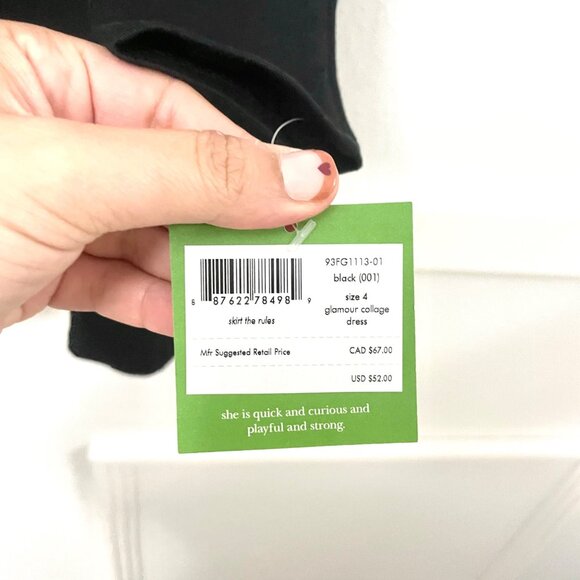 93FG1113-01
black (001)
8 87622 78498 9
size 4
skirt the rules
glamour collage
dress
Mfr Suggested Retail Price
CAD $67.00
USD $52.00
she is quick and curious and
playful and strong.